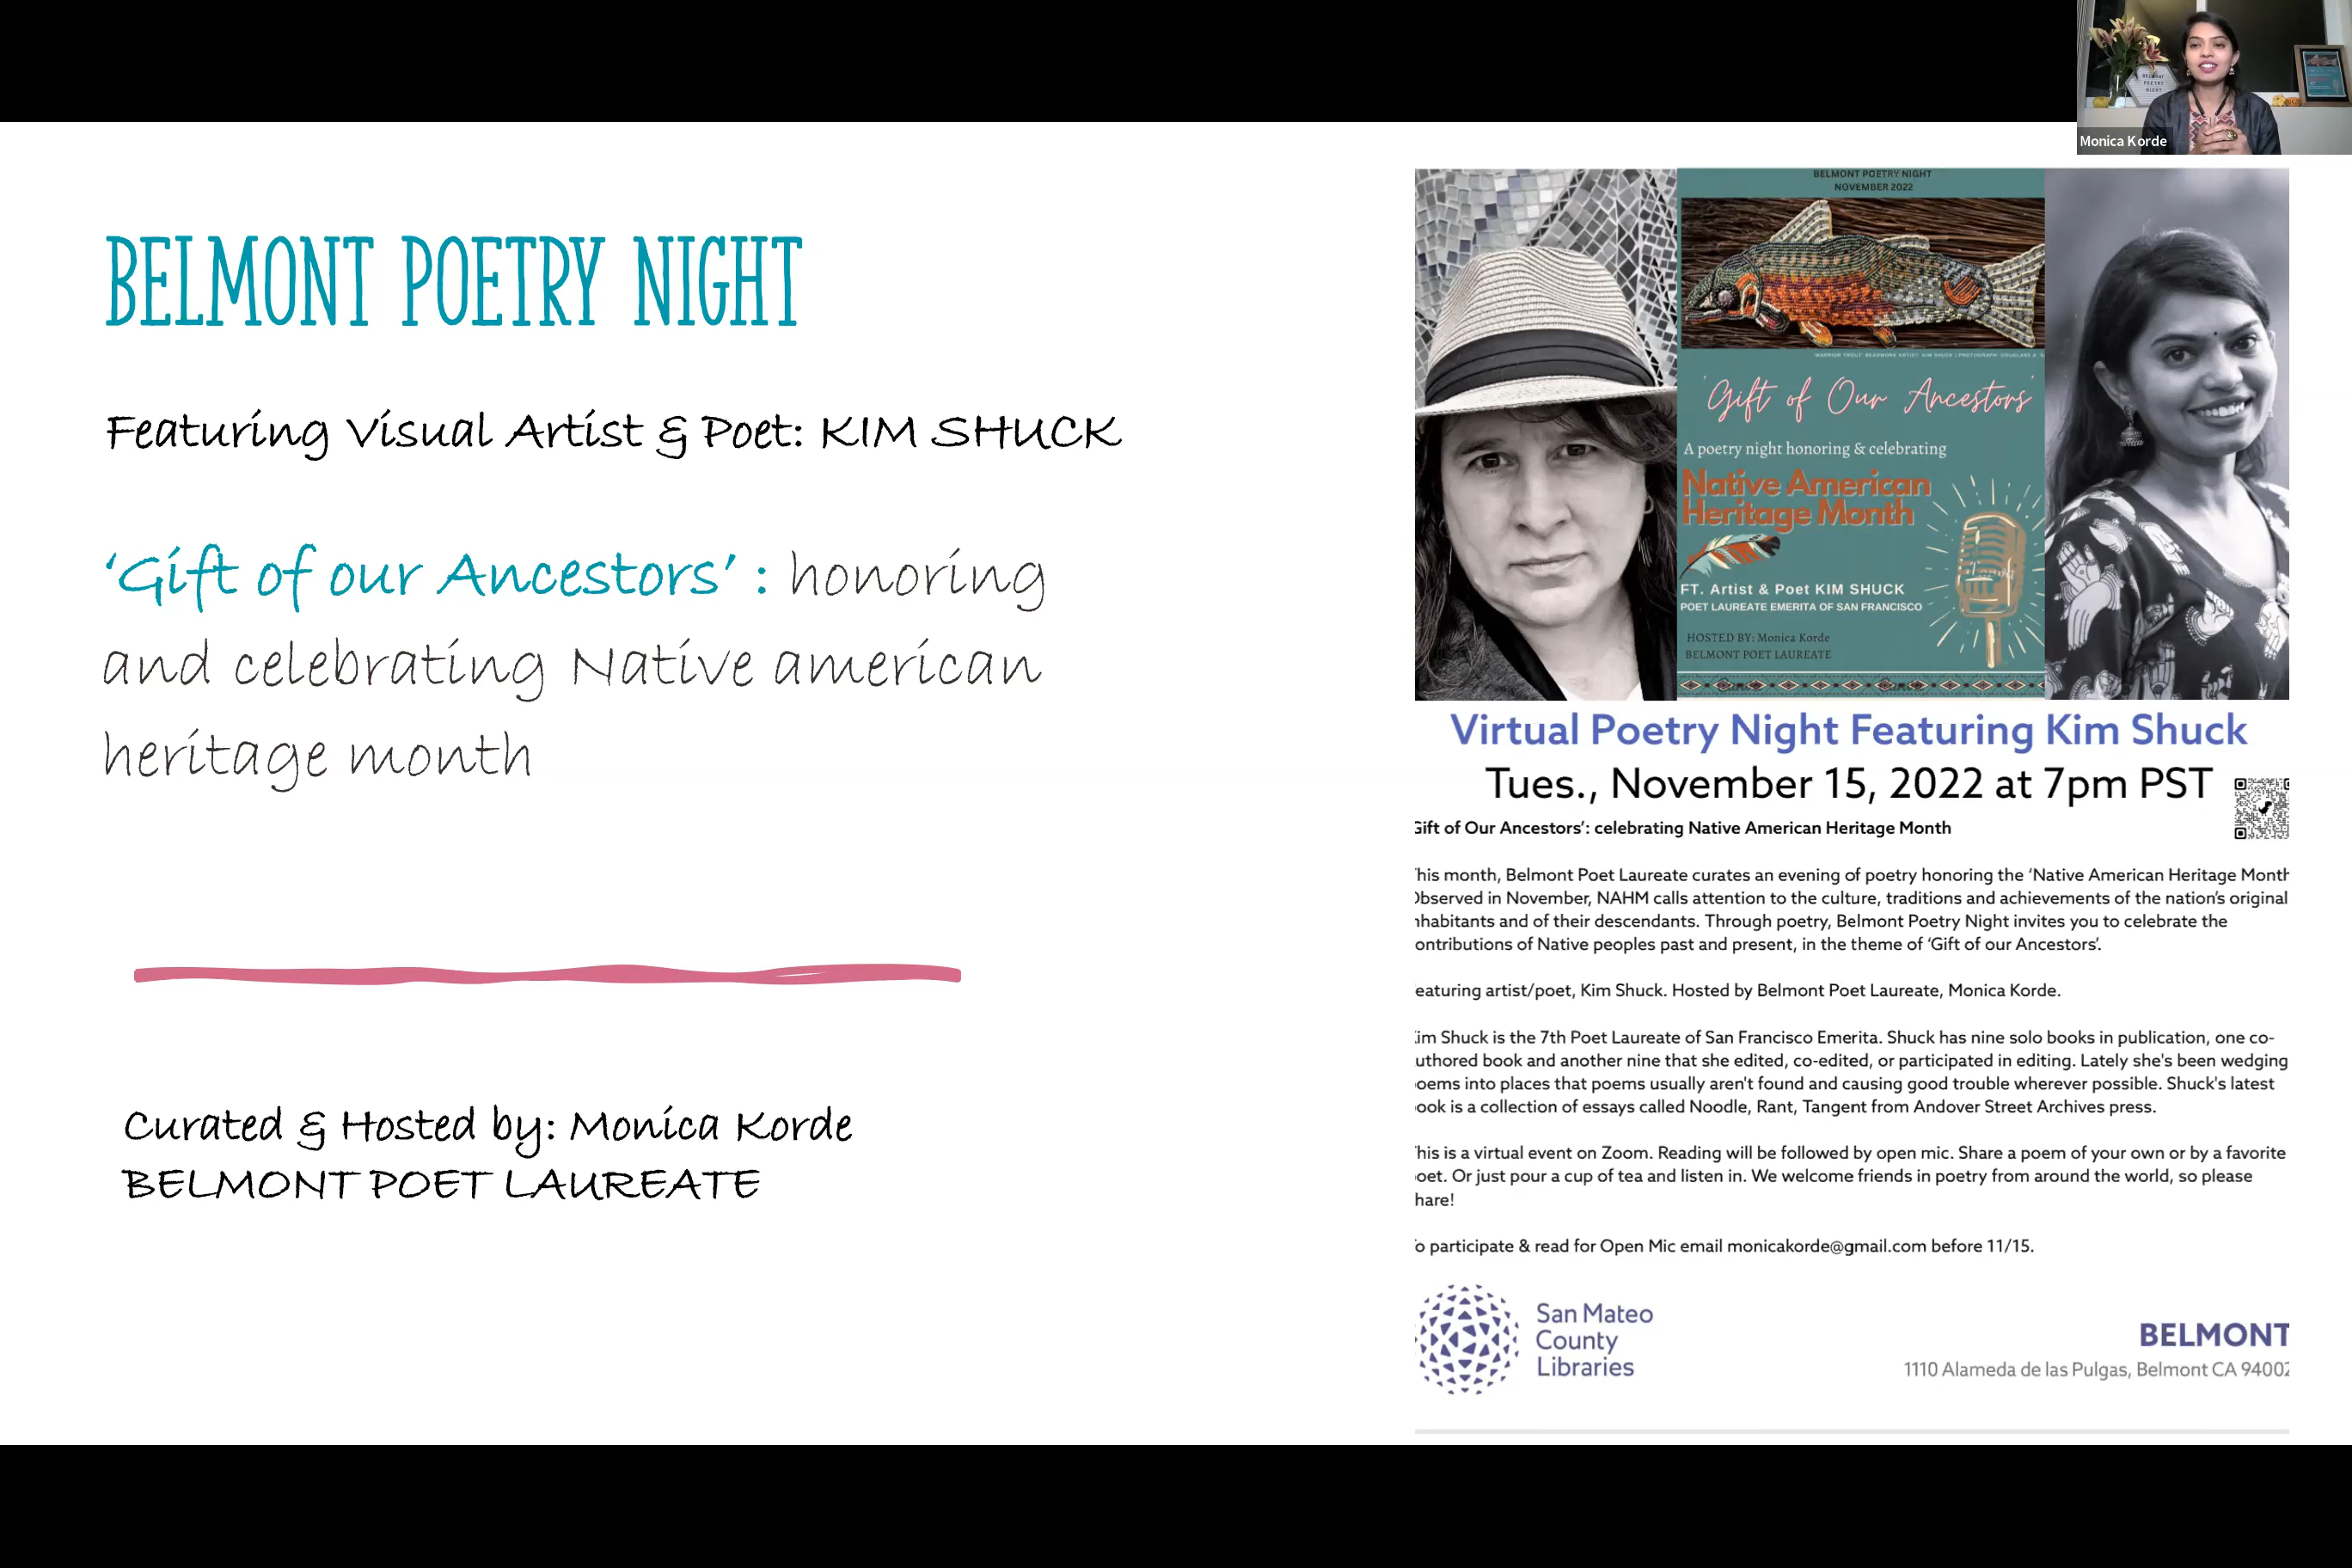 Monica Korde
BELMONT POETRY NIGHT
Featuring Visual Artist & Poet: KIM SHUCK
'Gift of our Ancestors' : honoring
and celebrating Native american
heritage month
Curated & Hosted by: Monica Korde
BELMONT POET LAUREATE
BELMONT
POETRY
NIGHT
BELMONT POETRY NIGHT
NOVEMBER 2022
'WARRIOR TROUT' BEADWORK ARTIST: KIM SHUCK | PHOTOGRAPH: DOUGLASS A. S
'Gift of Our Ancestors'
A poetry night honoring & celebrating
Native American
Heritage Month
FT. Artist & Poet KIM SHUCK
POET LAUREATE EMERITA OF SAN FRANCISCO
HOSTED BY: Monica Korde
BELMONT POET LAUREATE
Virtual Poetry Night Featuring Kim Shuck
Tues., November 15, 2022 at 7pm PST
Gift of Our Ancestors': celebrating Native American Heritage Month
his month, Belmont Poet Laureate curates an evening of poetry honoring the 'Native American Heritage Month
Observed in November, NAHM calls attention to the culture, traditions and achievements of the nation's original
nhabitants and of their descendants. Through poetry, Belmont Poetry Night invites you to celebrate the
ontributions of Native peoples past and present, in the theme of 'Gift of our Ancestors'.
eaturing artist/poet, Kim Shuck. Hosted by Belmont Poet Laureate, Monica Korde.
im Shuck is the 7th Poet Laureate of San Francisco Emerita. Shuck has nine solo books in publication, one co-
uthored book and another nine that she edited, co-edited, or participated in editing. Lately she's been wedging
oems into places that poems usually aren't found and causing good trouble wherever possible. Shuck's latest
ook is a collection of essays called Noodle, Rant, Tangent from Andover Street Archives press.
his is a virtual event on Zoom. Reading will be followed by open mic. Share a poem of your own or by a favorite
oet. Or just pour a cup of tea and listen in. We welcome friends in poetry from around the world, so please
hare!
o participate & read for Open Mic email monicakorde@gmail.com before 11/15.
San Mateo
County
Libraries
BELMONT
1110 Alameda de las Pulgas, Belmont CA 94002